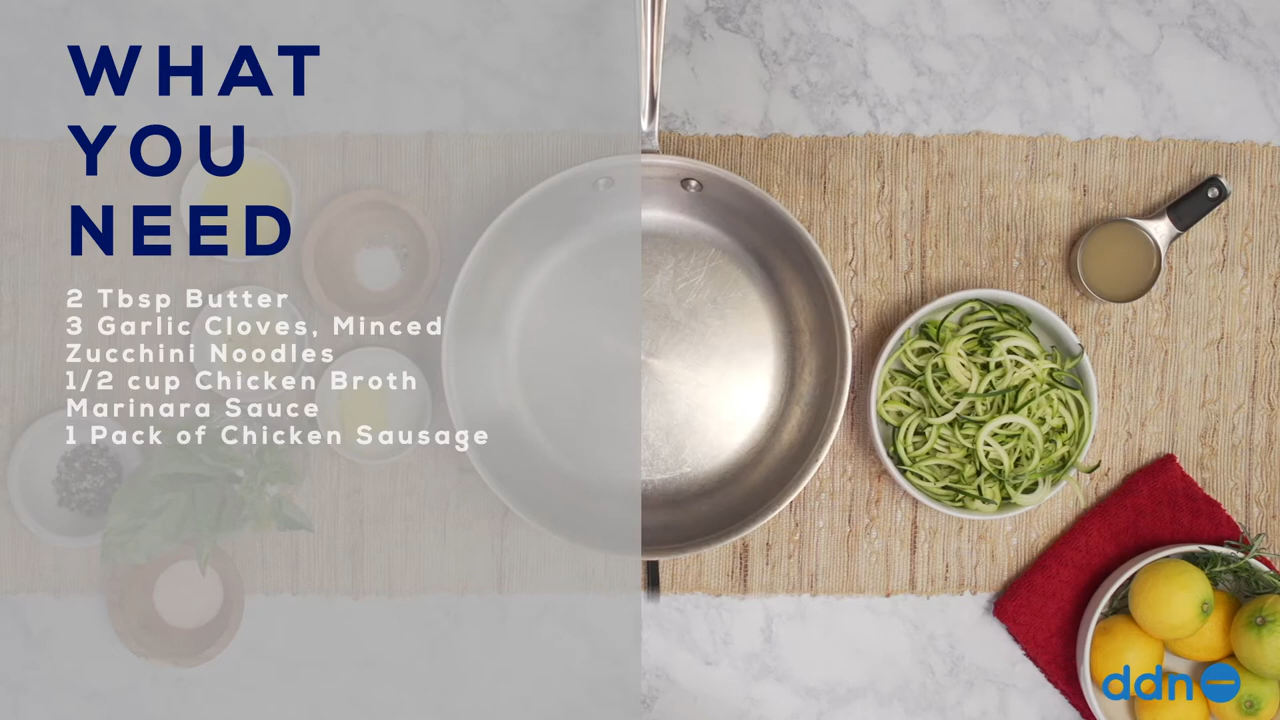 WHAT
YOU
NEED
2 Tbsp Butter
3 Garlic Cloves, Minced
Zucchini Noodles
1/2 cup Chicken Broth
Marinara Sauce
1 Pack of Chicken Sausage
ddn